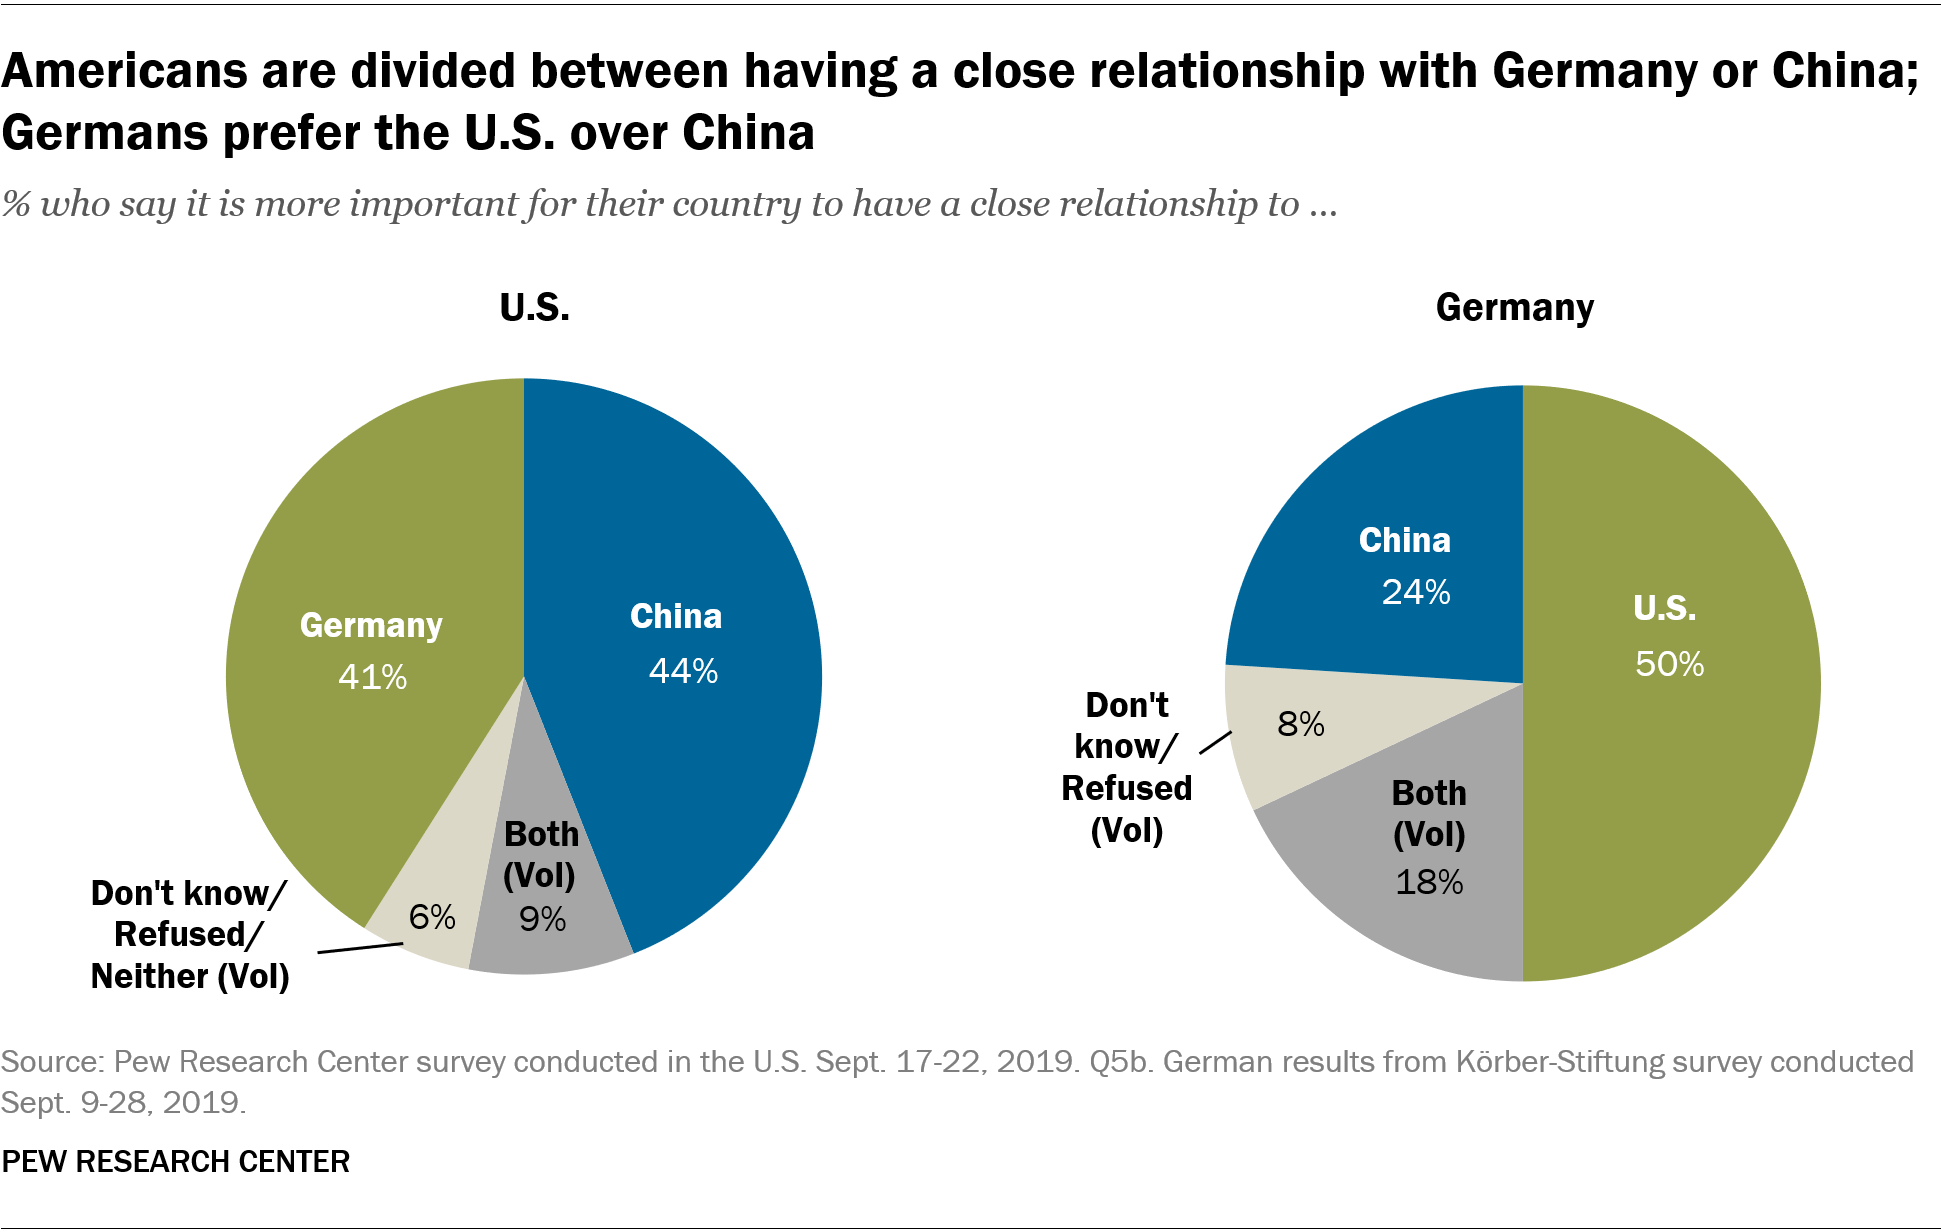 Americans are divided between having a close relationship with Germany or China;
Germans prefer the U.S. over China
% who say it is more important for their country to have a close relationship to ...
U.S.
Germany
41%
China
44%
Both
(Vol)
9%
6%
Don't know/
Refused/
Neither (Vol)
Germany
China
24%
U.S.
50%
Don't
know/
Refused
(Vol)
8%
Both
(Vol)
18%
Source: Pew Research Center survey conducted in the U.S. Sept. 17-22, 2019. Q5b. German results from Körber-Stiftung survey conducted
Sept. 9-28, 2019.
PEW RESEARCH CENTER